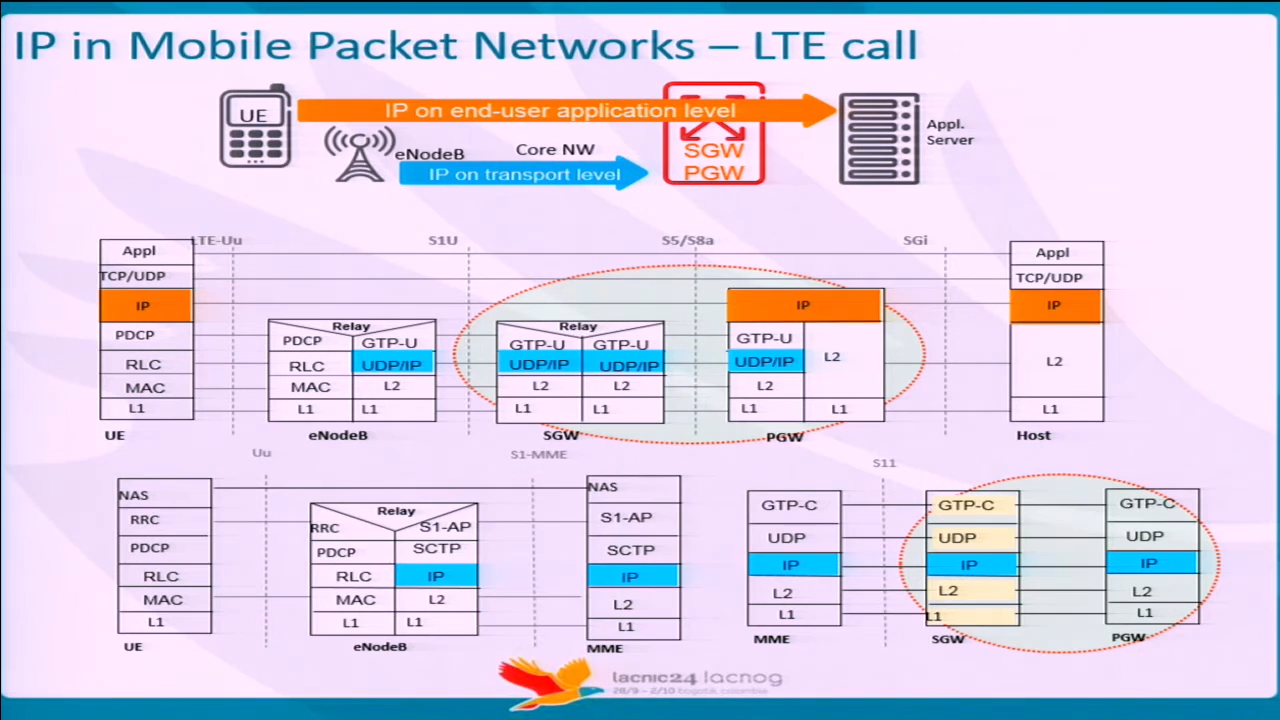 IP in Mobile Packet Networks – LTE call
UE
IP on end-user application level
Appl.
Server
eNodeB
Core NW
IP on transport level
SGW
PGW
LTE-Uu
S1U
S5/S8a
SGi
Appl
TCP/UDP
IP
PDCP
RLC
MAC
L1
UE
Relay
PDCP
GTP-U
RLC
UDP/IP
MAC
L2
L1
L1
eNodeB
Relay
GTP-U
GTP-U
UDP/IP
UDP/IP
L2
L2
L1
L1
SGW
IP
GTP-U
UDP/IP
L2
L2
L1
L1
PGW
Appl
TCP/UDP
IP
L2
L1
Host
Uu
S1-MME
S11
NAS
RRC
PDCP
RLC
MAC
L1
UE
Relay
RRC
S1-AP
PDCP
SCTP
RLC
IP
MAC
L2
L1
L1
eNodeB
NAS
S1-AP
SCTP
IP
L2
L1
MME
GTP-C
UDP
IP
L2
L1
MME
GTP-C
UDP
IP
L2
L1
SGW
GTP-C
UDP
IP
L2
L1
PGW
lacnic24 lacnog
28/9 – 2/10 bogotá, colombia